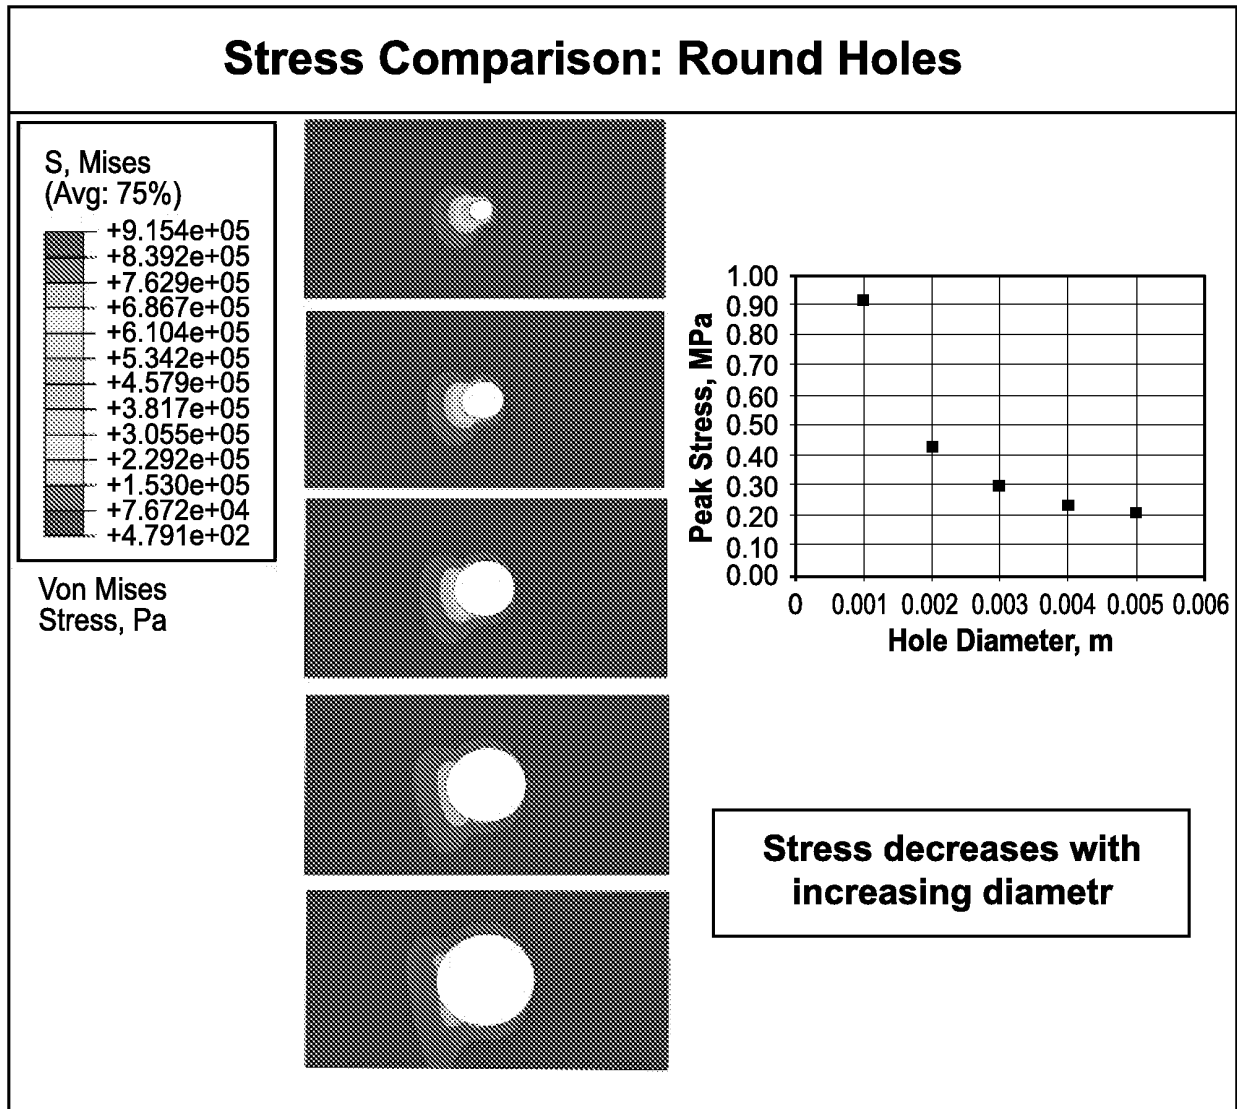 Stress Comparison: Round Holes
S, Mises
(Avg: 75%)
+9.154e+05
+8.392e+05
+7.629e+05
+6.867e+05
+6.104e+05
+5.342e+05
+4.579e+05
+3.817e+05
+3.055e+05
+2.292e+05
+1.530e+05
+7.672e+04
+4.791e+02
Von Mises
Stress, Pa
Peak Stress, MPa
1.00
0.90
0.80
0.70
0.60
0.50
0.40
0.30
0.20
0.10
0.00
0 0.001 0.002 0.003 0.004 0.005 0.006
Hole Diameter, m
Stress decreases with
increasing diametr